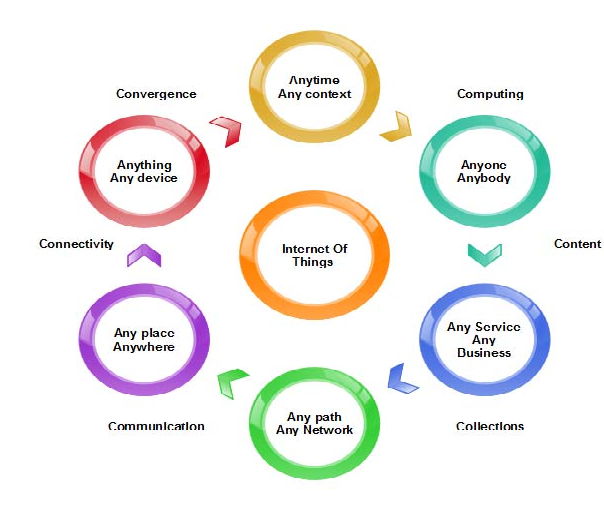 Anytime
Any context
Convergence
Computing
Anything
Any device
Anyone
Anybody
Connectivity
Internet Of
Things
Content
Any place
Anywhere
Any Service
Any
Business
Any path
Any Network
Communication
Collections